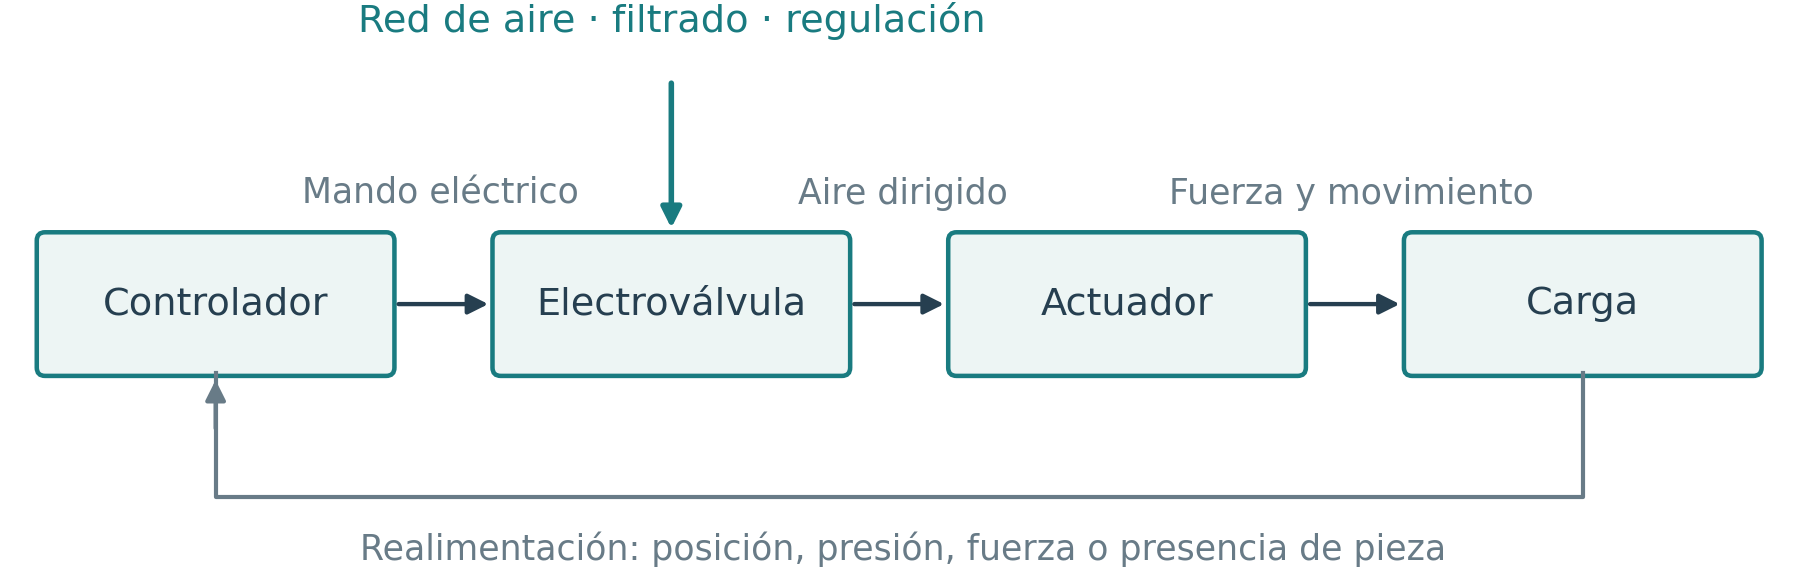 Red de aire · filtrado · regulación
Mando eléctrico
Aire dirigido
Fuerza y movimiento
Controlador
Electroválvula
Actuador
Carga
Realimentación: posición, presión, fuerza o presencia de pieza